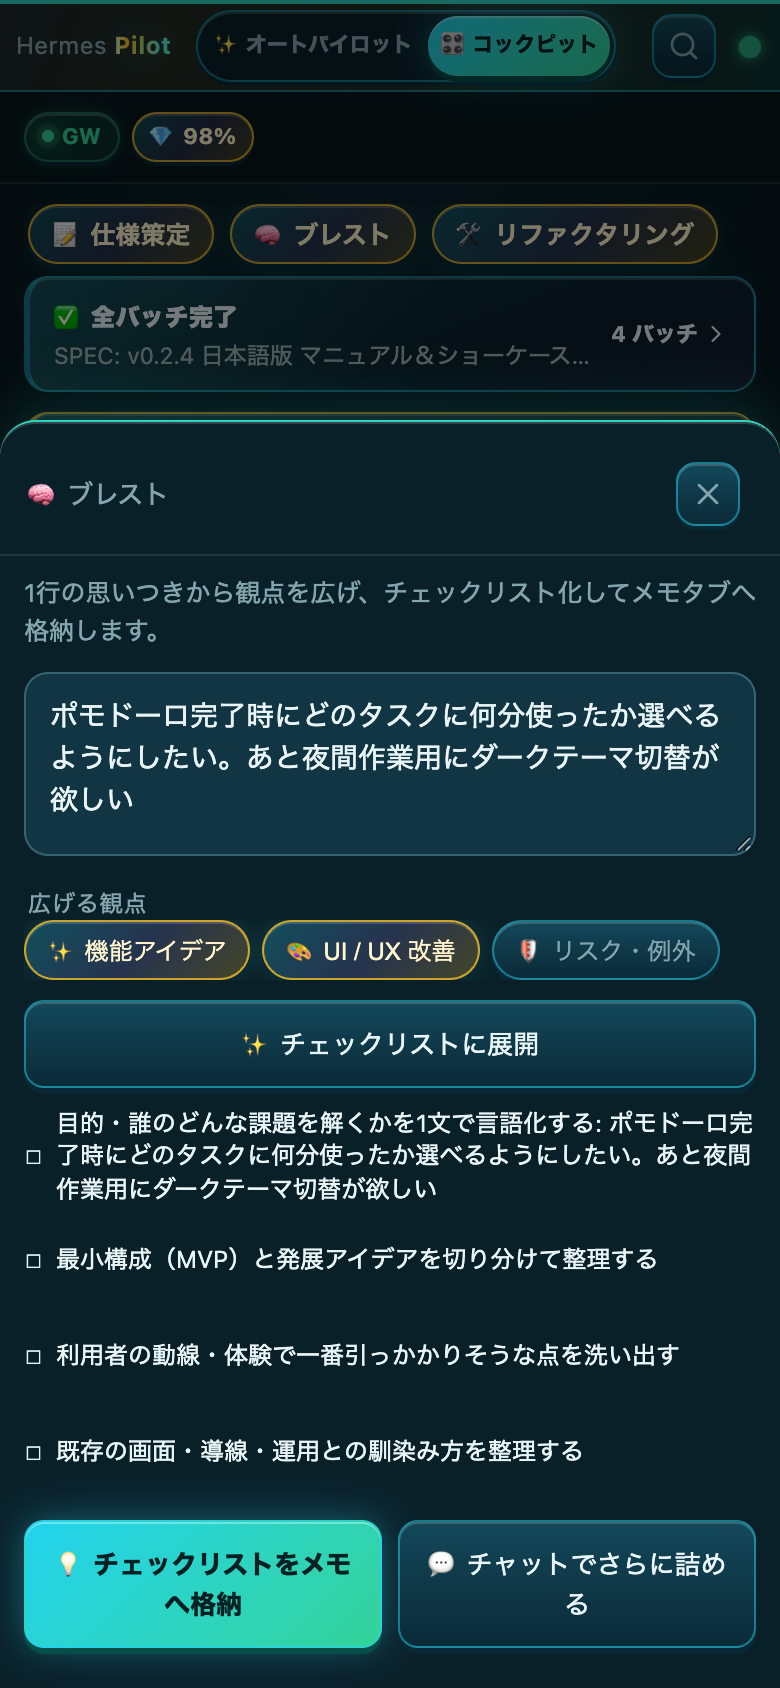 Hermes Pilot
✨ オートパイロット
🎛️ コックピット
GW
💎 98%
📝 仕様策定
🧠 ブレスト
🛠️ リファクタリング
✅ 全バッチ完了
4 バッチ
SPEC: v0.2.4 日本語版 マニュアル＆ショーケース...
🧠 ブレスト
1行の思いつきから観点を広げ、チェックリスト化してメモタブへ
格納します。
ポモドーロ完了時にどのタスクに何分使ったか選べる
ようにしたい。あと夜間作業用にダークテーマ切替が
欲しい
広げる観点
✨ 機能アイデア
🎨 UI / UX 改善
🛡️ リスク・例外
✨ チェックリストに展開
目的・誰のどんな課題を解くかを1文で言語化する: ポモドーロ完
了時にどのタスクに何分使ったか選べるようにしたい。あと夜間
作業用にダークテーマ切替が欲しい
最小構成（MVP）と発展アイデアを切り分けて整理する
利用者の動線・体験で一番引っかかりそうな点を洗い出す
既存の画面・導線・運用との馴染み方を整理する
💡 チェックリストをメモ
へ格納
💬 チャットでさらに詰め
る